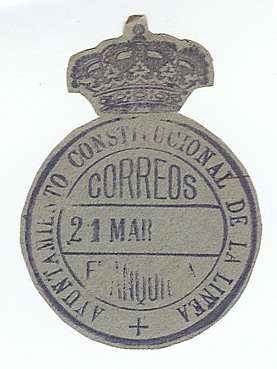 AYUNTAMIENTO CONSTITUCIONAL DE LA LINEA
CORREOS
21 MAR